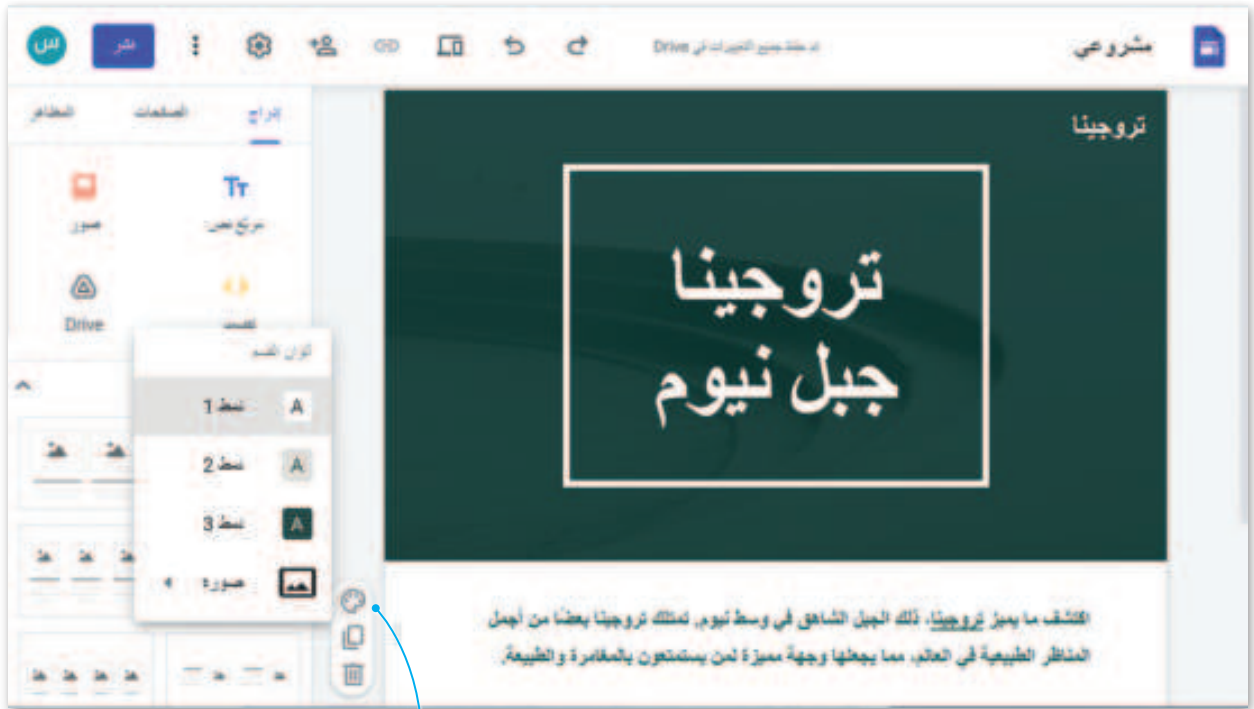 مشروعي
تم حفظ جميع التغييرات في Drive
نشر
س
إدراج
الصفحات
المظاهر
Tт
مربّع نص
صور
Drive
ألوان القسم
A نمط 1
A نمط 2
A نمط 3
صورة
تروجينا
تروجينا
جبل نيوم
اكتشف ما يميز تروجينا، ذلك الجبل الشاهق في وسط نيوم. تمتلك تروجينا بعضًا من أجمل
المناظر الطبيعية في العالم، مما يجعلها وجهة مميزة لمن يستمتعون بالمغامرة والطبيعة.